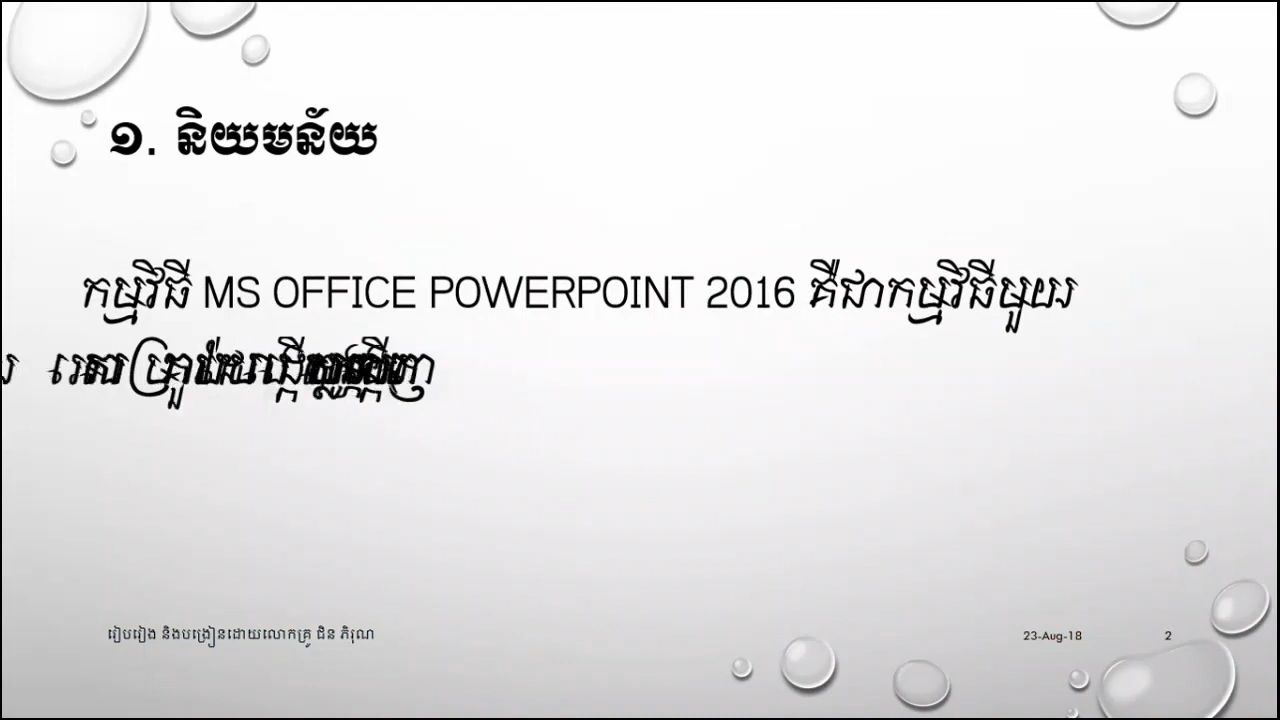 ១. និយមន័យ
កម្មវិធី MS OFFICE POWERPOINT 2016 គឺជាកម្មវិធីមួយ
រៀបរៀង និងបង្រៀនដោយលោកគ្រូ ជិន ភិរុណ
23-Aug-18
2